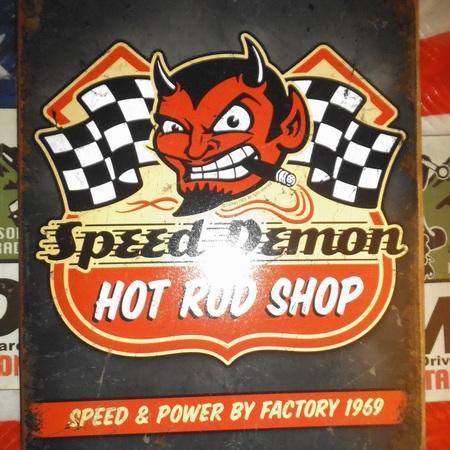 Speed Demon
HOT ROD SHOP
SPEED & POWER BY FACTORY 1969